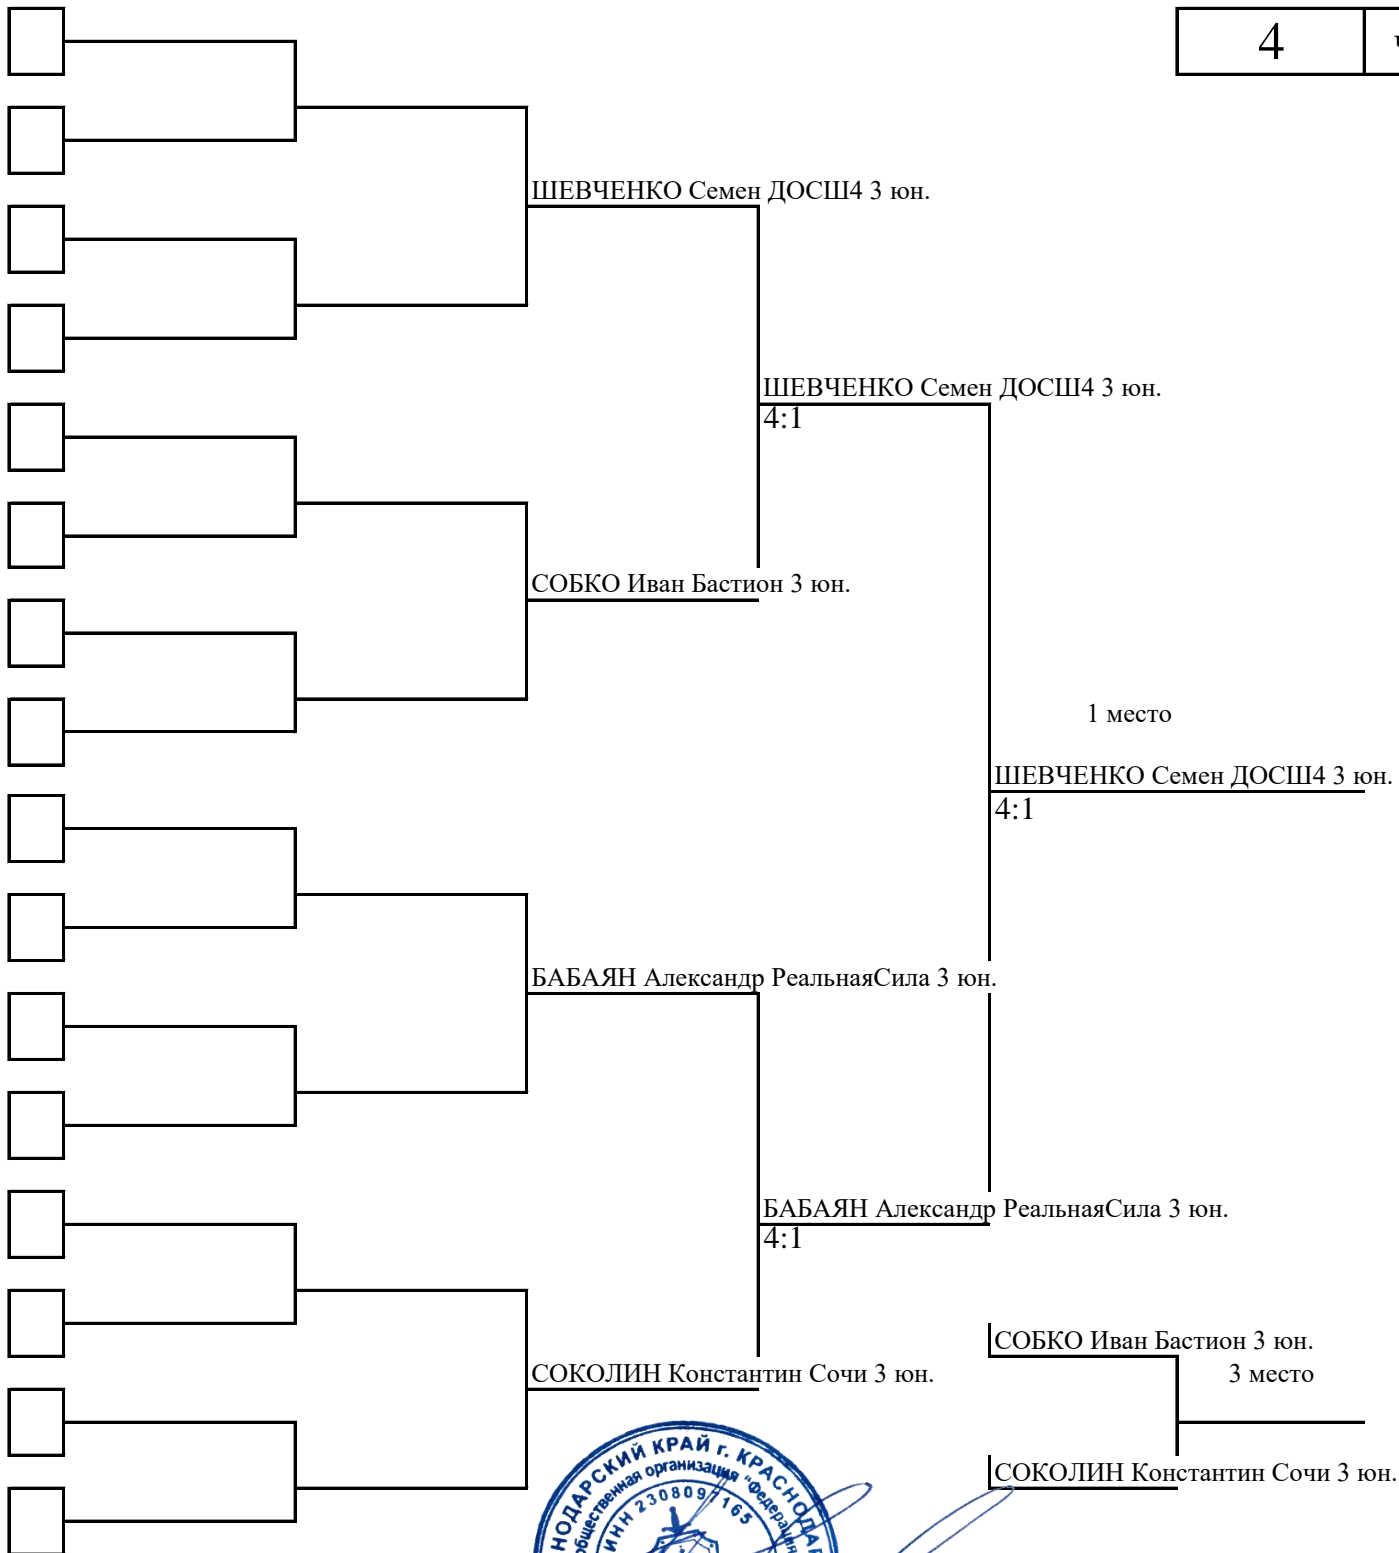 4
ШЕВЧЕНКО Семен ДОСШ4 3 юн.
ШЕВЧЕНКО Семен ДОСШ4 3 юн.
4:1
СОБКО Иван Бастион 3 юн.
1 место
ШЕВЧЕНКО Семен ДОСШ4 3 юн.
4:1
БАБАЯН Александр РеальнаяСила 3 юн.
БАБАЯН Александр РеальнаяСила 3 юн.
4:1
СОБКО Иван Бастион 3 юн.
СОКОЛИН Константин Сочи 3 юн.
3 место
СОКОЛИН Константин Сочи 3 юн.
НОДАРСКИЙ КРАЙ г. КРАСНОДАР
общественная организация "Федерация
ИНН 2308097165